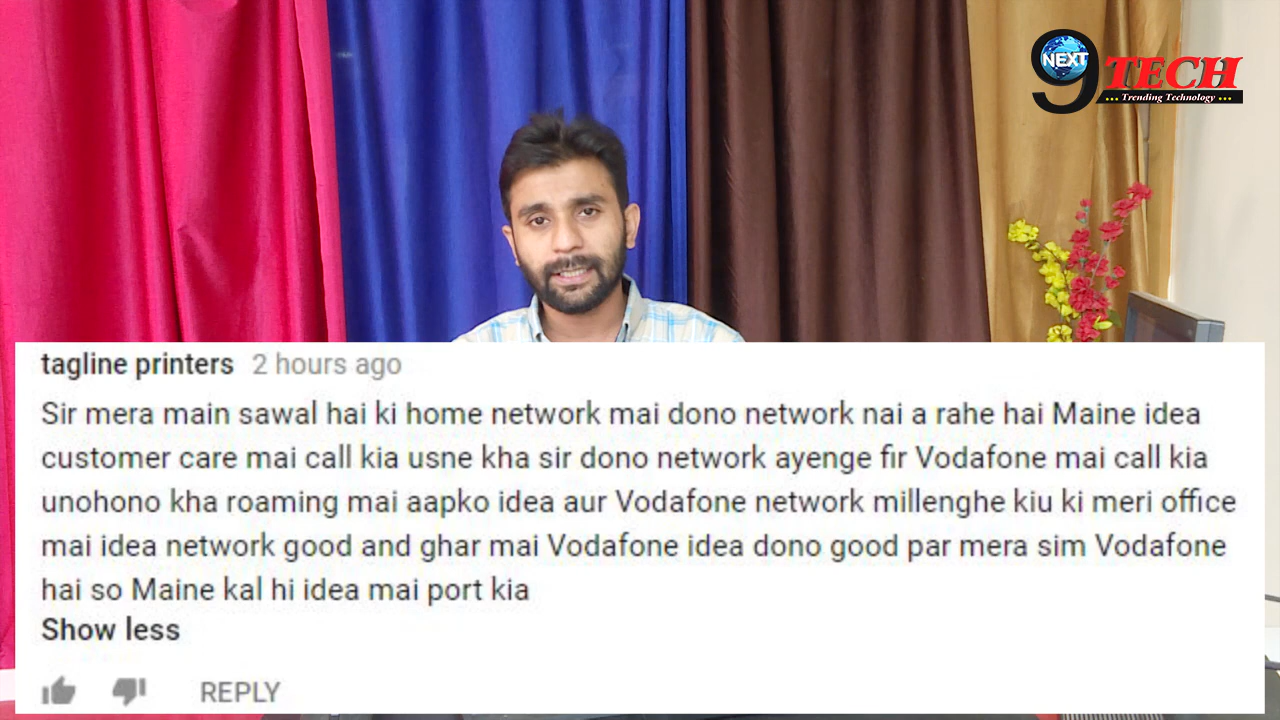 NEXT
9TECH
... Trending Technology ...
tagline printers 2 hours ago
Sir mera main sawal hai ki home network mai dono network nai a rahe hai Maine idea
customer care mai call kia usne kha sir dono network ayenge fir Vodafone mai call kia
unohono kha roaming mai aapko idea aur Vodafone network millenghe kiu ki meri office
mai idea network good and ghar mai Vodafone idea dono good par mera sim Vodafone
hai so Maine kal hi idea mai port kia
Show less
REPLY